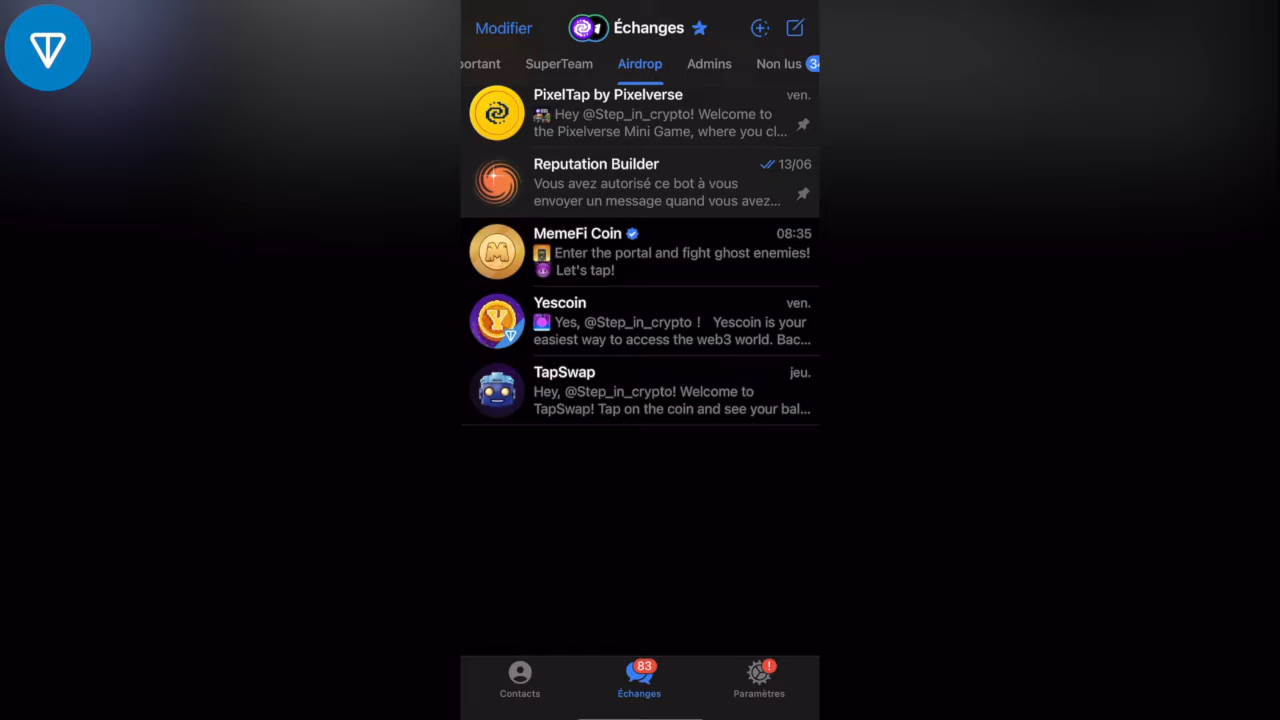 Modifier
Échanges
portant
SuperTeam
Airdrop
Admins
Non lus
PixelTap by Pixelverse
ven.
Hey @Step_in_crypto! Welcome to
the Pixelverse Mini Game, where you cl...
Reputation Builder
13/06
Vous avez autorisé ce bot à vous
envoyer un message quand vous avez...
MemeFi Coin
08:35
Enter the portal and fight ghost enemies!
Let's tap!
Yescoin
ven.
Yes, @Step_in_crypto！ Yescoin is your
easiest way to access the web3 world. Bac...
TapSwap
jeu.
Hey, @Step_in_crypto! Welcome to
TapSwap! Tap on the coin and see your bal...
Contacts
83
Échanges
!
Paramètres